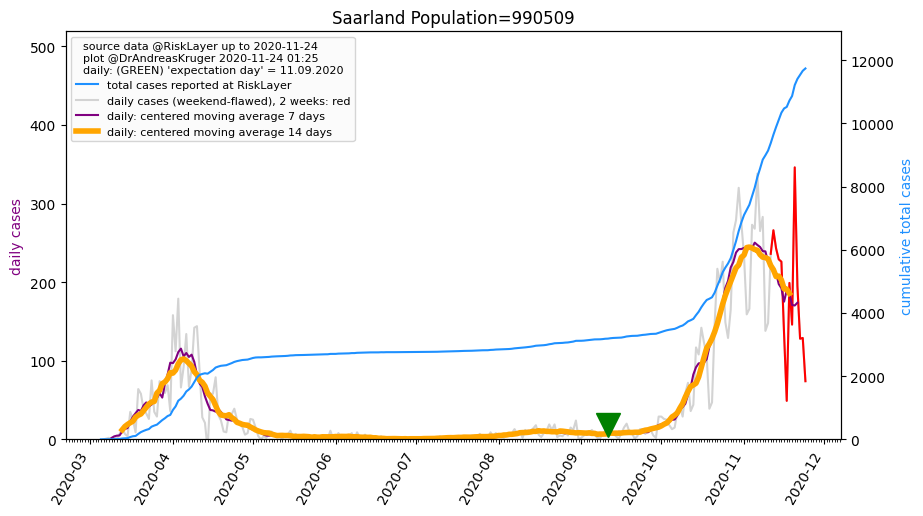 Saarland Population=990509
source data @RiskLayer up to 2020-11-24
plot @DrAndreasKruger 2020-11-24 01:25
daily: (GREEN) 'expectation day' = 11.09.2020
total cases reported at RiskLayer
daily cases (weekend-flawed), 2 weeks: red
daily: centered moving average 7 days
daily: centered moving average 14 days
daily cases
500
400
300
200
100
0
cumulative total cases
12000
10000
8000
6000
4000
2000
0
2020-03
2020-04
2020-05
2020-06
2020-07
2020-08
2020-09
2020-10
2020-11
2020-12